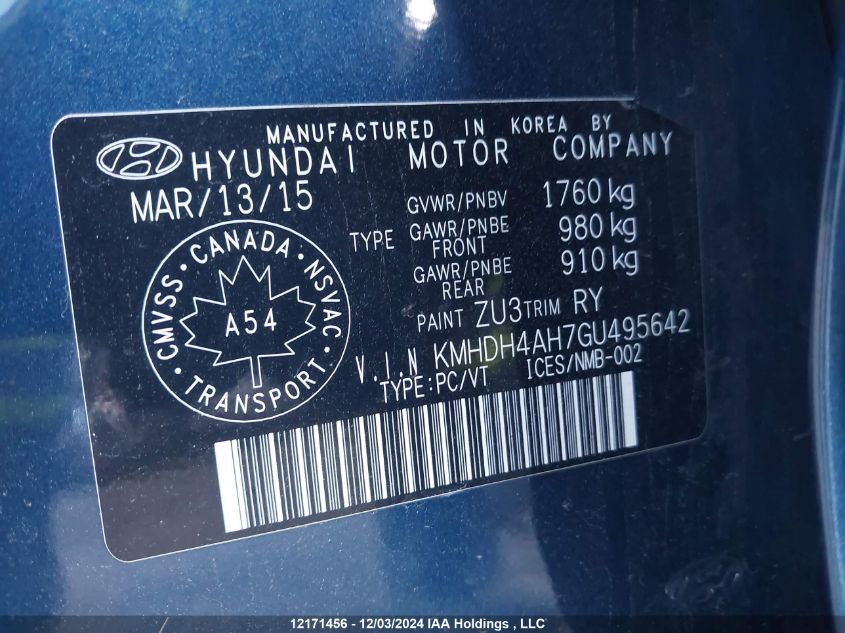 MANUFACTURED IN KOREA BY
HYUNDAI MOTOR COMPANY
MAR/13/15
GVWR/PNBV 1760 kg
TYPE GAWR/PNBE FRONT 980 kg
GAWR/PNBE REAR 910 kg
PAINT ZU3 TRIM RY
V.I.N KMHDH4AH7GU495642
TYPE:PC/VT ICES/NMB-002
CMVSS · CANADA · NSVAC
A54
· TRANSPORT ·
12171456 - 12/03/2024 IAA Holdings , LLC